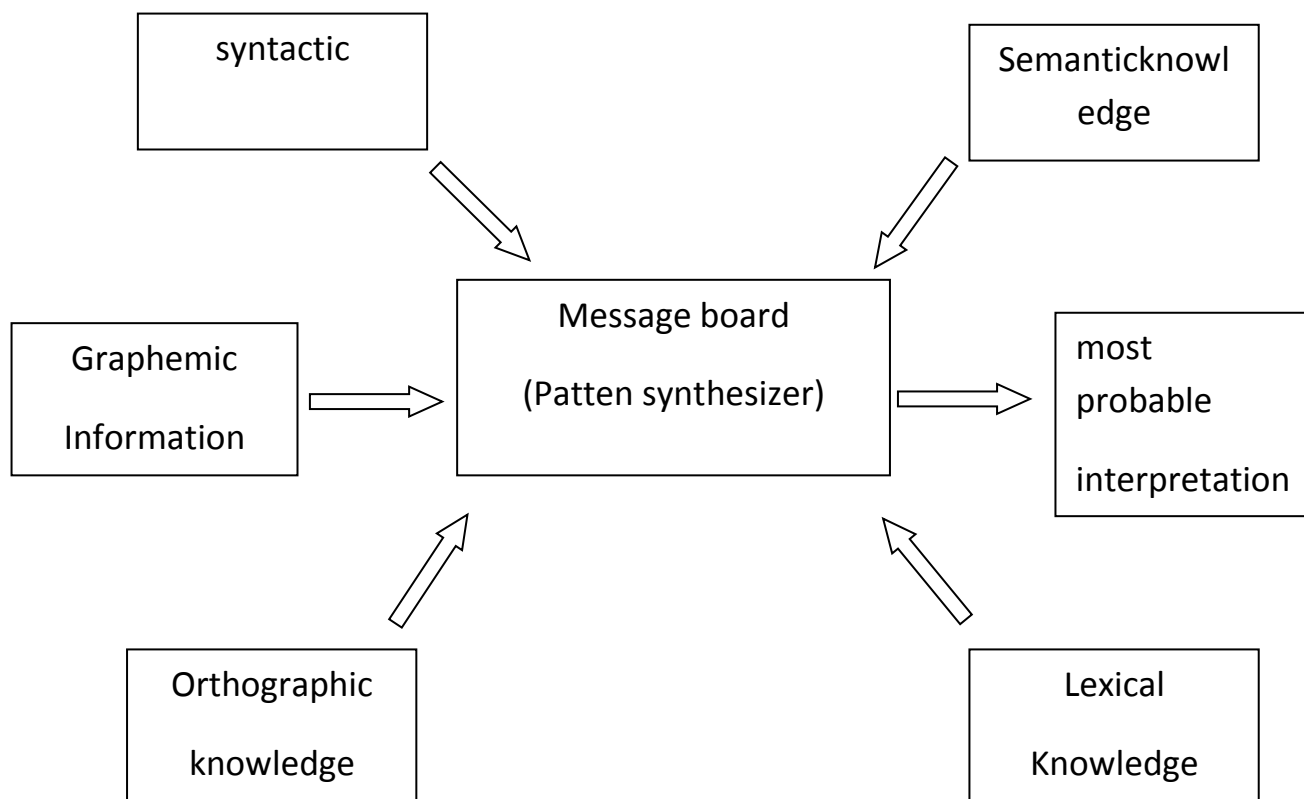 syntactic
Semanticknowl
edge
Message board
(Patten synthesizer)
Graphemic
Information
most
probable
interpretation
Orthographic
knowledge
Lexical
Knowledge